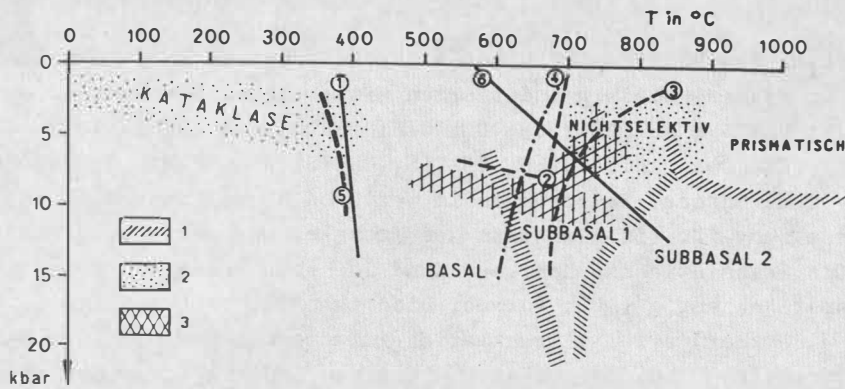 T in °C
0 100 200 300 400 500 600 700 800 1000
0
1 6 4 3
KATAKLASE
NICHTSELEKTIV
5
PRISMATISCH
2
5
10
1
SUBBASAL 1
SUBBASAL 2
BASAL
2
15
3
20
kbar